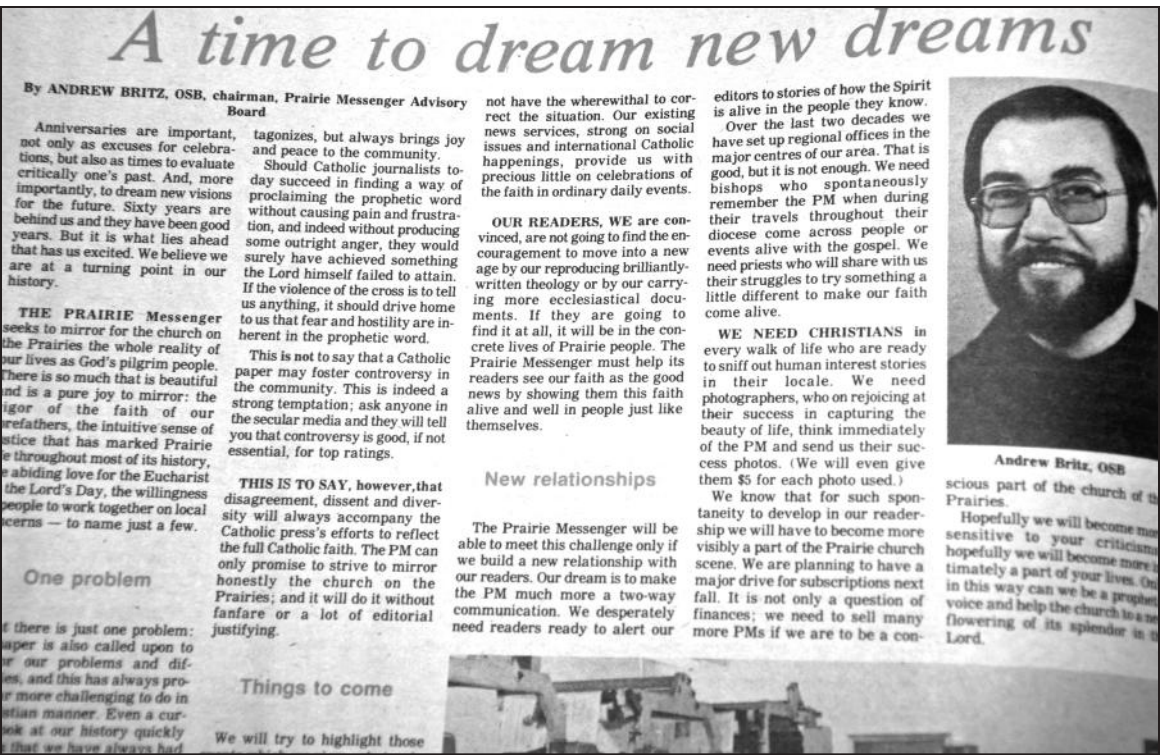 A time to dream new dreams
By ANDREW BRITZ, OSB, chairman, Prairie Messenger Advisory
Board
Anniversaries are important,
not only as excuses for celebra-
tions, but also as times to evaluate
critically one's past. And, more
importantly, to dream new visions
for the future. Sixty years are
behind us and they have been good
years. But it is what lies ahead
that has us excited. We believe we
are at a turning point in our
history.
THE PRAIRIE Messenger
seeks to mirror for the church on
the Prairies the whole reality of
our lives as God's pilgrim people.
There is so much that is beautiful
and is a pure joy to mirror: the
igor of the faith of our
refathers, the intuitive sense of
stice that has marked Prairie
e throughout most of its history,
e abiding love for the Eucharist
the Lord's Day, the willingness
people to work together on local
ncerns — to name just a few.
One problem
t there is just one problem:
aper is also called upon to
or our problems and dif-
ies, and this has always pro-
r more challenging to do in
stian manner. Even a cur-
ook at our history quickly
s that we have always had
tagonizes, but always brings joy
and peace to the community.
Should Catholic journalists to-
day succeed in finding a way of
proclaiming the prophetic word
without causing pain and frustra-
tion, and indeed without producing
some outright anger, they would
surely have achieved something
the Lord himself failed to attain.
If the violence of the cross is to tell
us anything, it should drive home
to us that fear and hostility are in-
herent in the prophetic word.
This is not to say that a Catholic
paper may foster controversy in
the community. This is indeed a
strong temptation; ask anyone in
the secular media and they will tell
you that controversy is good, if not
essential, for top ratings.
THIS IS TO SAY, however,that
disagreement, dissent and diver-
sity will always accompany the
Catholic press's efforts to reflect
the full Catholic faith. The PM can
only promise to strive to mirror
honestly the church on the
Prairies; and it will do it without
fanfare or a lot of editorial
justifying.
Things to come
We will try to highlight those
not have the wherewithal to cor-
rect the situation. Our existing
news services, strong on social
issues and international Catholic
happenings, provide us with
precious little on celebrations of
the faith in ordinary daily events.
OUR READERS, WE are con-
vinced, are not going to find the en-
couragement to move into a new
age by our reproducing brilliantly-
written theology or by our carry-
ing more ecclesiastical docu-
ments. If they are going to
find it at all, it will be in the con-
crete lives of Prairie people. The
Prairie Messenger must help its
readers see our faith as the good
news by showing them this faith
alive and well in people just like
themselves.
New relationships
The Prairie Messenger will be
able to meet this challenge only if
we build a new relationship with
our readers. Our dream is to make
the PM much more a two-way
communication. We desperately
need readers ready to alert our
editors to stories of how the Spirit
is alive in the people they know.
Over the last two decades we
have set up regional offices in the
major centres of our area. That is
good, but it is not enough. We need
bishops who spontaneously
remember the PM when during
their travels throughout their
diocese come across people or
events alive with the gospel. We
need priests who will share with us
their struggles to try something a
little different to make our faith
come alive.
WE NEED CHRISTIANS in
every walk of life who are ready
to sniff out human interest stories
in their locale. We need
photographers, who on rejoicing at
their success in capturing the
beauty of life, think immediately
of the PM and send us their suc-
cess photos. (We will even give
them $5 for each photo used.)
We know that for such spon-
taneity to develop in our reader-
ship we will have to become more
visibly a part of the Prairie church
scene. We are planning to have a
major drive for subscriptions next
fall. It is not only a question of
finances; we need to sell many
more PMs if we are to be a con-
Andrew Britz, OSB
scious part of the church of th
Prairies.
Hopefully we will become mor
sensitive to your criticisms
hopefully we will become more i
timately a part of your lives. On
in this way can we be a prophet
voice and help the church to a ne
flowering of its splendor in t
Lord.